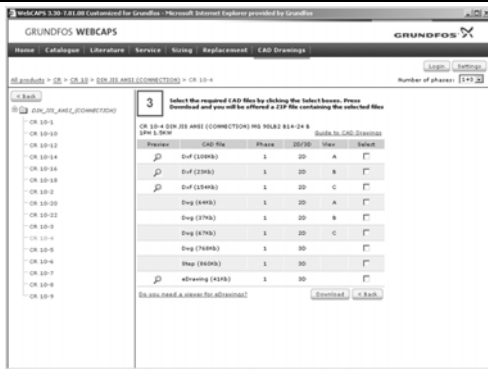 WebCAPS 3.30-7.01.00 Customized for Grundfos - Microsoft Internet Explorer provided by Grundfos
GRUNDFOS WEBCAPS
GRUNDFOS
Home Catalogue Literature Service Sizing Replacement CAD Drawings
Login Settings
All products > CR > CR 10 > DIN JIS ANSI (CONNECTION) > CR 10-4
Number of phases: 1+3
< Back
DIN_JIS_ANSI_(CONNECTION)
CR 10-1
CR 10-10
CR 10-12
CR 10-14
CR 10-16
CR 10-18
CR 10-2
CR 10-20
CR 10-22
CR 10-3
CR 10-4
CR 10-5
CR 10-6
CR 10-7
CR 10-8
CR 10-9
3 Select the required CAD files by clicking the Select boxes. Press
Download and you will be offered a ZIP file containing the selected files
CR 10-4 DIN JIS ANSI (CONNECTION) MG 90LB2 B14-24 &
1PH 1.5KW
Guide to CAD Drawings
Preview CAD file Phase 2D/3D View Select
Dxf (108Kb) 1 2D A
Dxf (23Kb) 1 2D B
Dxf (154Kb) 1 2D C
Dwg (64Kb) 1 2D A
Dwg (37Kb) 1 2D B
Dwg (67Kb) 1 2D C
Dwg (768Kb) 1 3D
Step (860Kb) 1 3D
eDrawing (41Kb) 1 3D
Do you need a viewer for eDrawings?
Download < Back